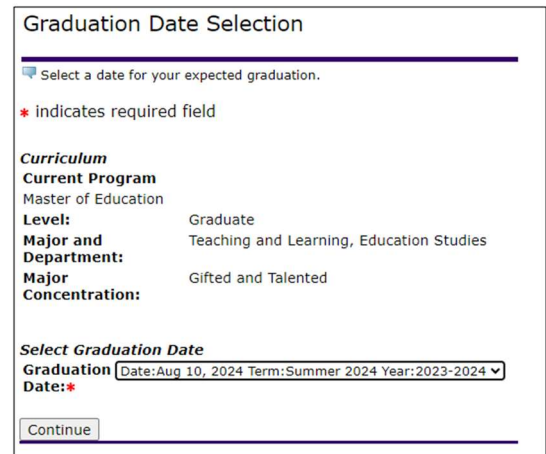 Graduation Date Selection
Select a date for your expected graduation.
* indicates required field
Curriculum
Current Program
Master of Education
Level: Graduate
Major and Department: Teaching and Learning, Education Studies
Major Concentration: Gifted and Talented
Select Graduation Date
Graduation Date:* Date:Aug 10, 2024 Term:Summer 2024 Year:2023-2024
Continue